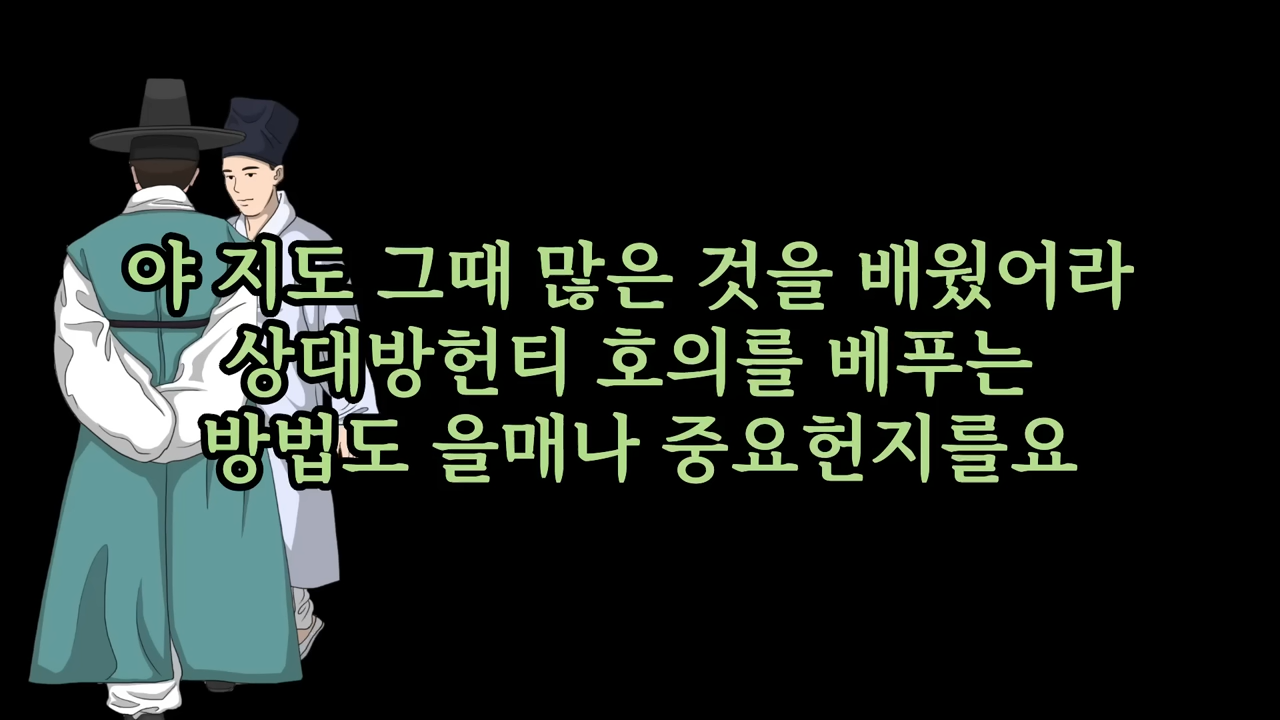 야 지도 그때 많은 것을 배웠어라
상대방헌티 호의를 베푸는
방법도 을매나 중요헌지를요